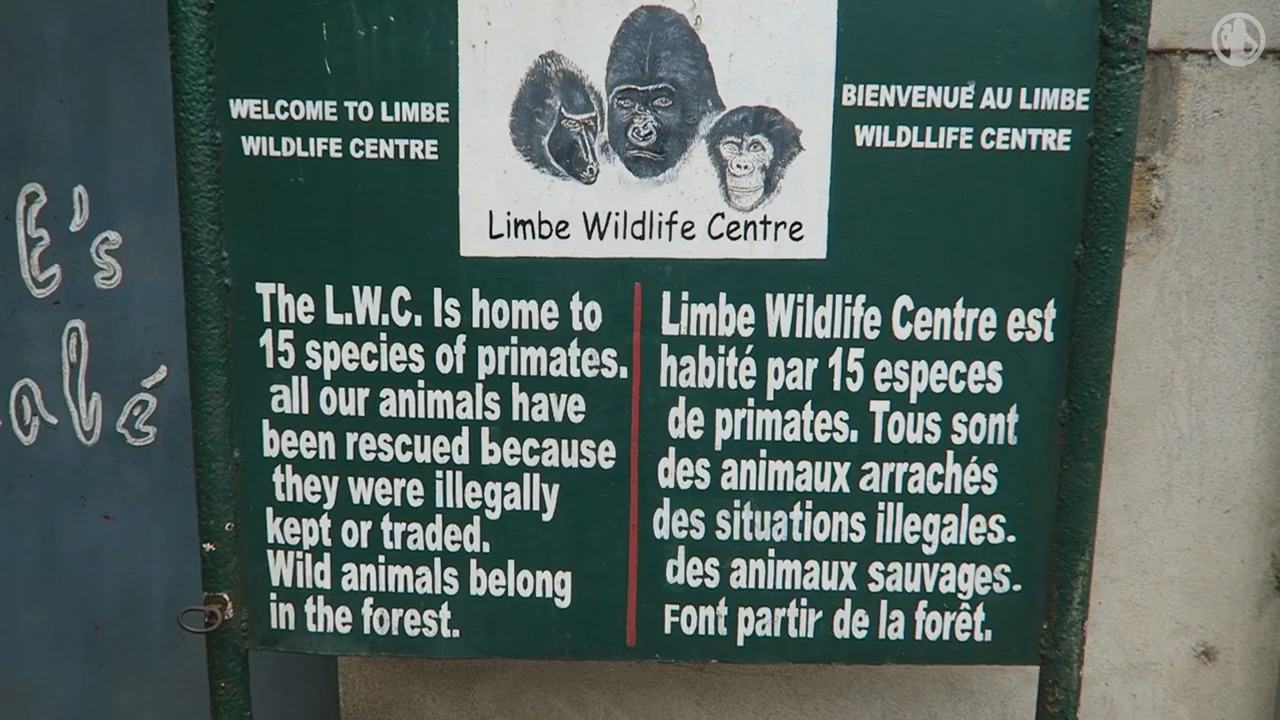 WELCOME TO LIMBE
WILDLIFE CENTRE
Limbe Wildlife Centre
BIENVENUE AU LIMBE
WILDLLIFE CENTRE
E's
abé
The L.W.C. Is home to
15 species of primates.
all our animals have
been rescued because
they were illegally
kept or traded.
Wild animals belong
in the forest.
Limbe Wildlife Centre est
habité par 15 especes
de primates. Tous sont
des animaux arrachés
des situations illegales.
des animaux sauvages.
Font partir de la forêt.